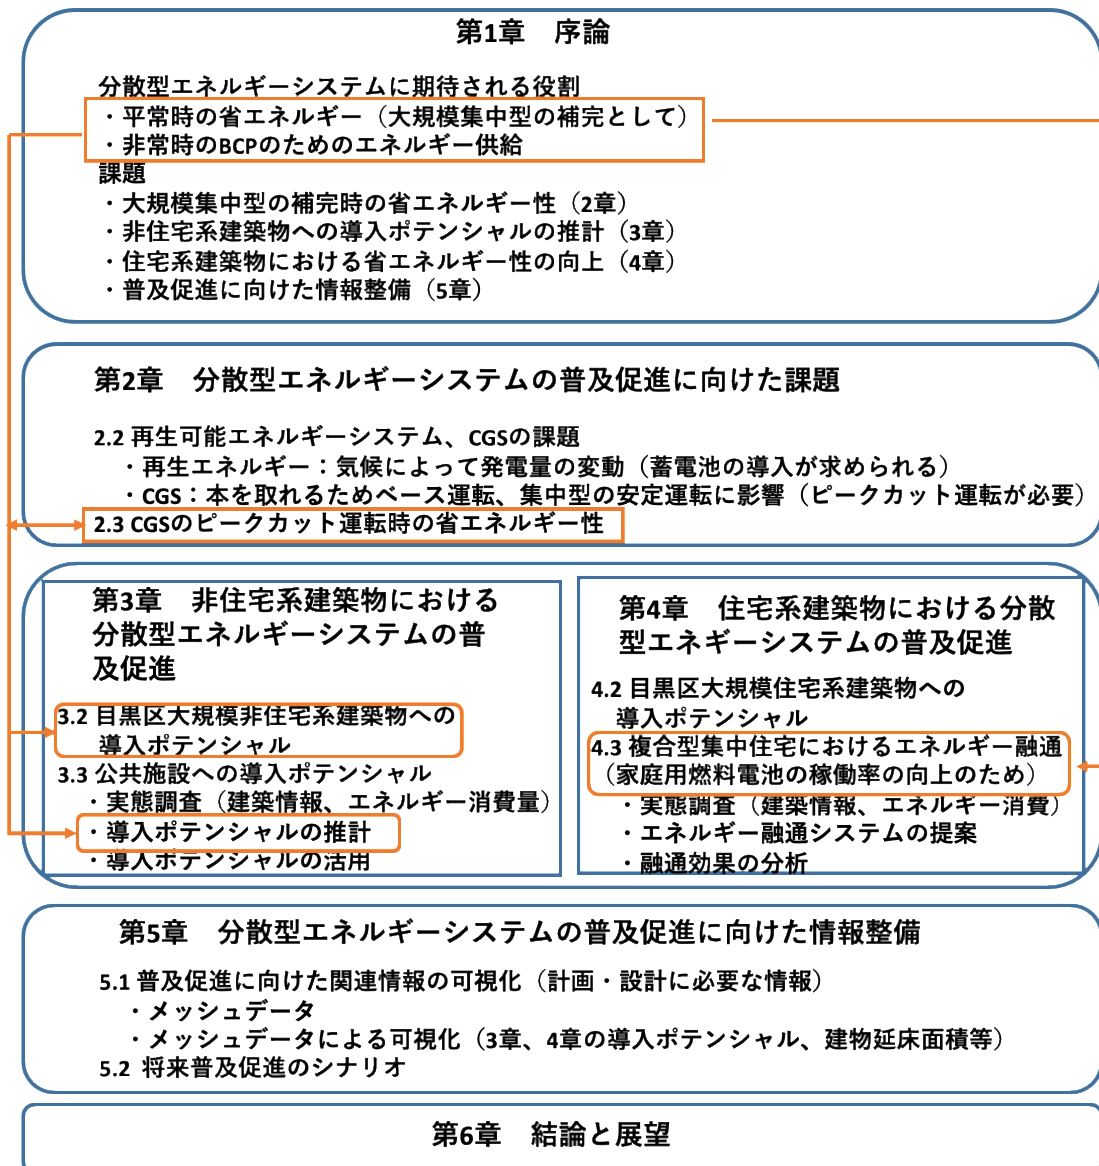 第1章　序論
分散型エネルギーシステムに期待される役割
・平常時の省エネルギー（大規模集中型の補完として）
・非常時のBCPのためのエネルギー供給
課題
・大規模集中型の補完時の省エネルギー性（2章）
・非住宅系建築物への導入ポテンシャルの推計（3章）
・住宅系建築物における省エネルギー性の向上（4章）
・普及促進に向けた情報整備（5章）
第2章　分散型エネルギーシステムの普及促進に向けた課題
2.2 再生可能エネルギーシステム、CGSの課題
・再生エネルギー：気候によって発電量の変動（蓄電池の導入が求められる）
・CGS：本を取れるためベース運転、集中型の安定運転に影響（ピークカット運転が必要）
2.3 CGSのピークカット運転時の省エネルギー性
第3章　非住宅系建築物における
分散型エネルギーシステムの普
及促進
3.2 目黒区大規模非住宅系建築物への
導入ポテンシャル
3.3 公共施設への導入ポテンシャル
・実態調査（建築情報、エネルギー消費量）
・導入ポテンシャルの推計
・導入ポテンシャルの活用
第4章　住宅系建築物における分散
型エネギーシステムの普及促進
4.2 目黒区大規模住宅系建築物への
導入ポテンシャル
4.3 複合型集中住宅におけるエネルギー融通
（家庭用燃料電池の稼働率の向上のため）
・実態調査（建築情報、エネルギー消費）
・エネルギー融通システムの提案
・融通効果の分析
第5章　分散型エネルギーシステムの普及促進に向けた情報整備
5.1 普及促進に向けた関連情報の可視化（計画・設計に必要な情報）
・メッシュデータ
・メッシュデータによる可視化（3章、4章の導入ポテンシャル、建物延床面積等）
5.2 将来普及促進のシナリオ
第6章　結論と展望